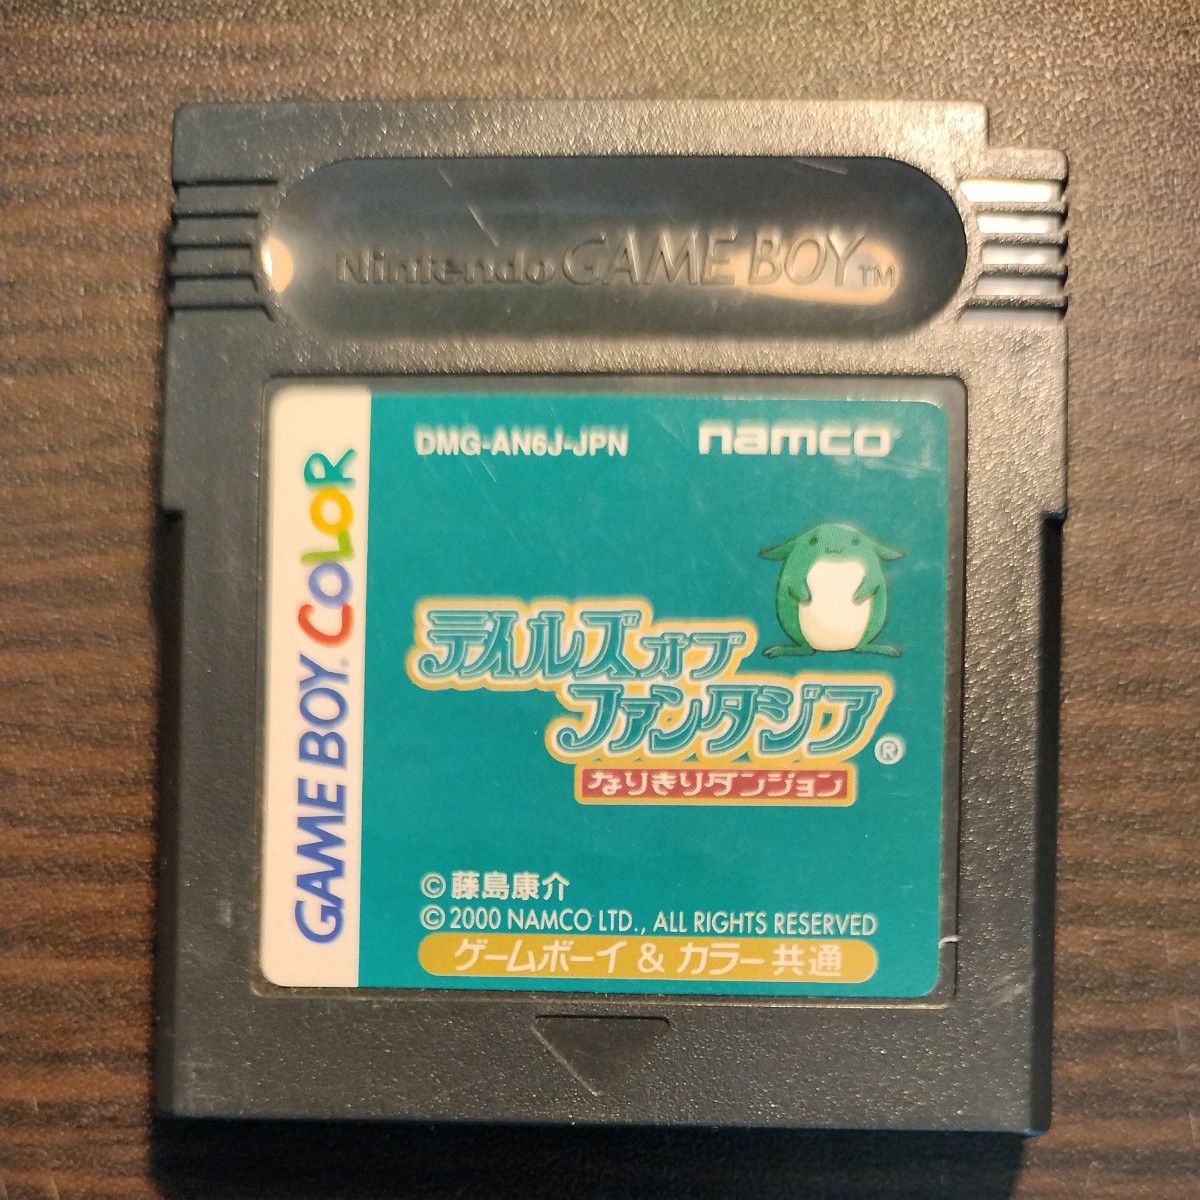 Nintendo GAME BOY™
GAME BOY COLOR
DMG-AN6J-JPN
namco
テイルズオブ
ファンタジア®
なりきりダンジョン
©藤島康介
© 2000 NAMCO LTD., ALL RIGHTS RESERVED
ゲームボーイ & カラー共通